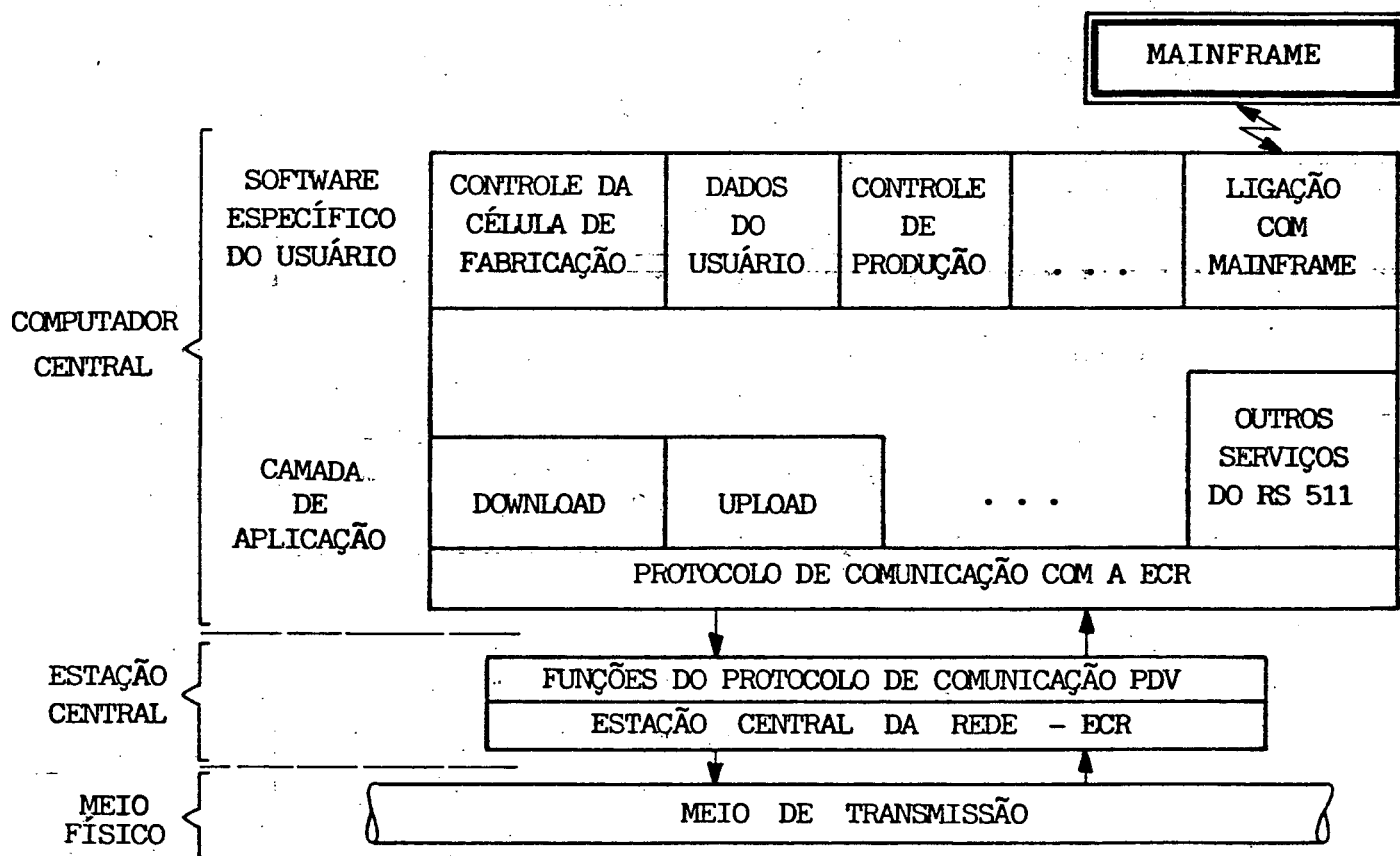 MAINFRAME
SOFTWARE
ESPECÍFICO
DO USUÁRIO
CONTROLE DA
CÉLULA DE
FABRICAÇÃO
DADOS
DO
USUÁRIO
CONTROLE
DE
PRODUÇÃO
...
LIGAÇÃO
COM
MAINFRAME
COMPUTADOR
CENTRAL
CAMADA
DE
APLICAÇÃO
DOWNLOAD
UPLOAD
...
OUTROS
SERVIÇOS
DO RS 511
PROTOCOLO DE COMUNICAÇÃO COM A ECR
ESTAÇÃO
CENTRAL
FUNÇÕES DO PROTOCOLO DE COMUNICAÇÃO PDV
ESTAÇÃO CENTRAL DA REDE - ECR
MEIO
FÍSICO
MEIO DE TRANSMISSÃO